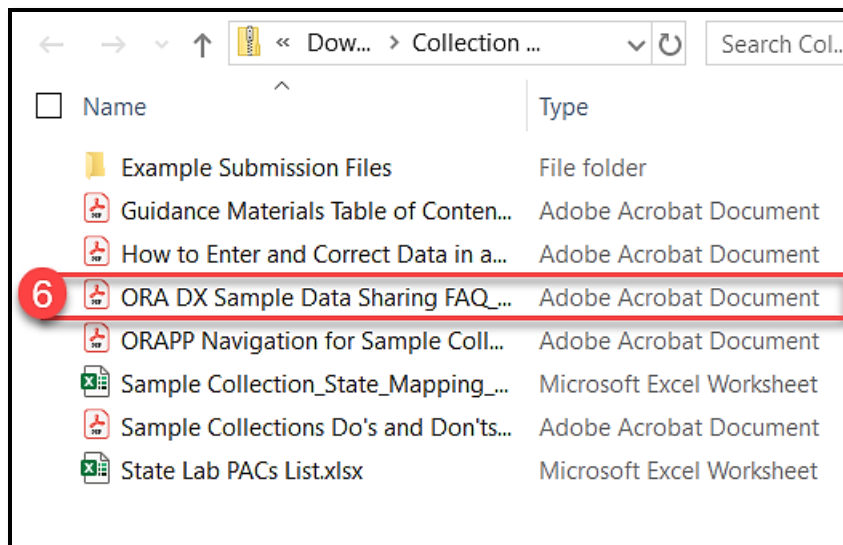 « Dow... > Collection ... Search Col...
Name Type
Example Submission Files File folder
Guidance Materials Table of Conten... Adobe Acrobat Document
How to Enter and Correct Data in a... Adobe Acrobat Document
6 ORA DX Sample Data Sharing FAQ_... Adobe Acrobat Document
ORAPP Navigation for Sample Coll... Adobe Acrobat Document
Sample Collection_State_Mapping_... Microsoft Excel Worksheet
Sample Collections Do's and Don'ts... Adobe Acrobat Document
State Lab PACs List.xlsx Microsoft Excel Worksheet